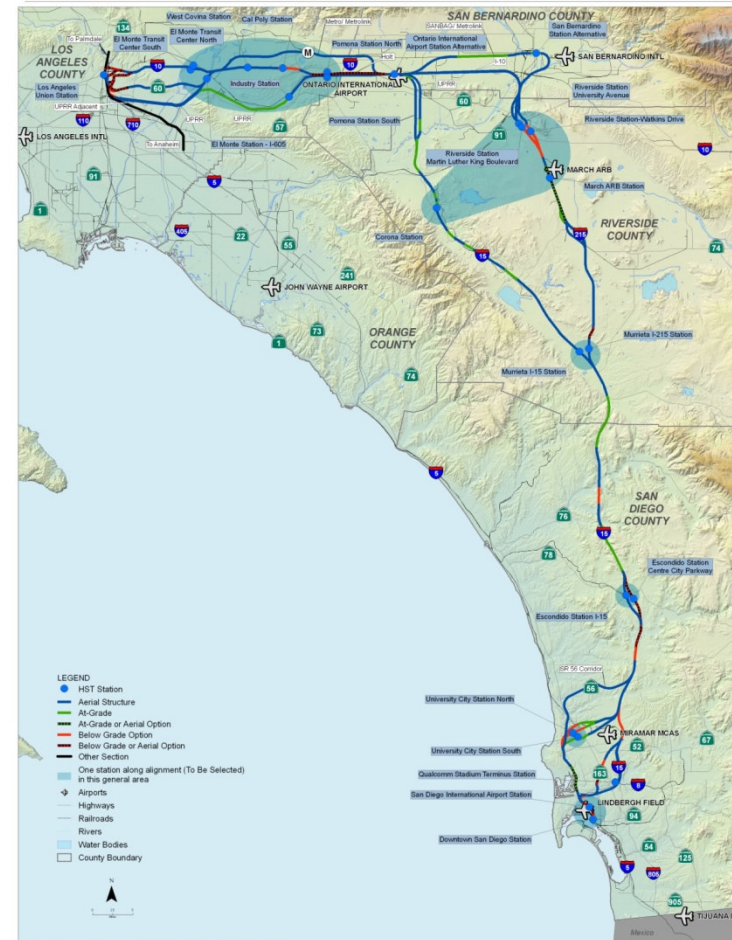 SAN BERNARDINO COUNTY
134
West Covina Station
Cal Poly Station
Metro/ Metrolink
SANBAG/ Metrolink
San Bernardino
Station Alternative
To Palmdale
El Monte Transit
Center South
El Monte Transit
Center North
Pomona Station North
Ontario International
Airport Station Alternative
LOS
ANGELES
COUNTY
M
Holt
10
10
I-10
SAN BERNARDINO INTL
Los Angeles
Union Station
60
Industry Station
ONTARIO INTERNATIONAL
AIRPORT
UPRR
60
Riverside Station
University Avenue
UPRR Adjacent
110
710
UPRR
UPRR
57
Pomona Station South
91
Riverside Station-Watkins Drive
LOS ANGELES INTL
To Anaheim
El Monte Station - I-605
Riverside Station
Martin Luther King Boulevard
10
MARCH ARB
91
5
March ARB Station
1
405
22
55
Corona Station
15
215
RIVERSIDE
COUNTY
74
241
JOHN WAYNE AIRPORT
73
1
ORANGE
COUNTY
Murrieta I-215 Station
74
Murrieta I-15 Station
5
SAN
DIEGO
COUNTY
76
15
78
Escondido Station
Centre City Parkway
Escondido Station I-15
SR 56 Corridor
56
University City Station North
MIRAMAR MCAS
67
University City Station South
52
Qualcomm Stadium Terminus Station
163
15
8
San Diego International Airport Station
LINDBERGH FIELD
94
Downtown San Diego Station
54
125
5
805
905
TIJUANA
Mexico
LEGEND
HST Station
Aerial Structure
At-Grade
At-Grade or Aerial Option
Below Grade Option
Below Grade or Aerial Option
Other Section
One station along alignment (To Be Selected)
in this general area
Airports
Highways
Railroads
Rivers
Water Bodies
County Boundary
N